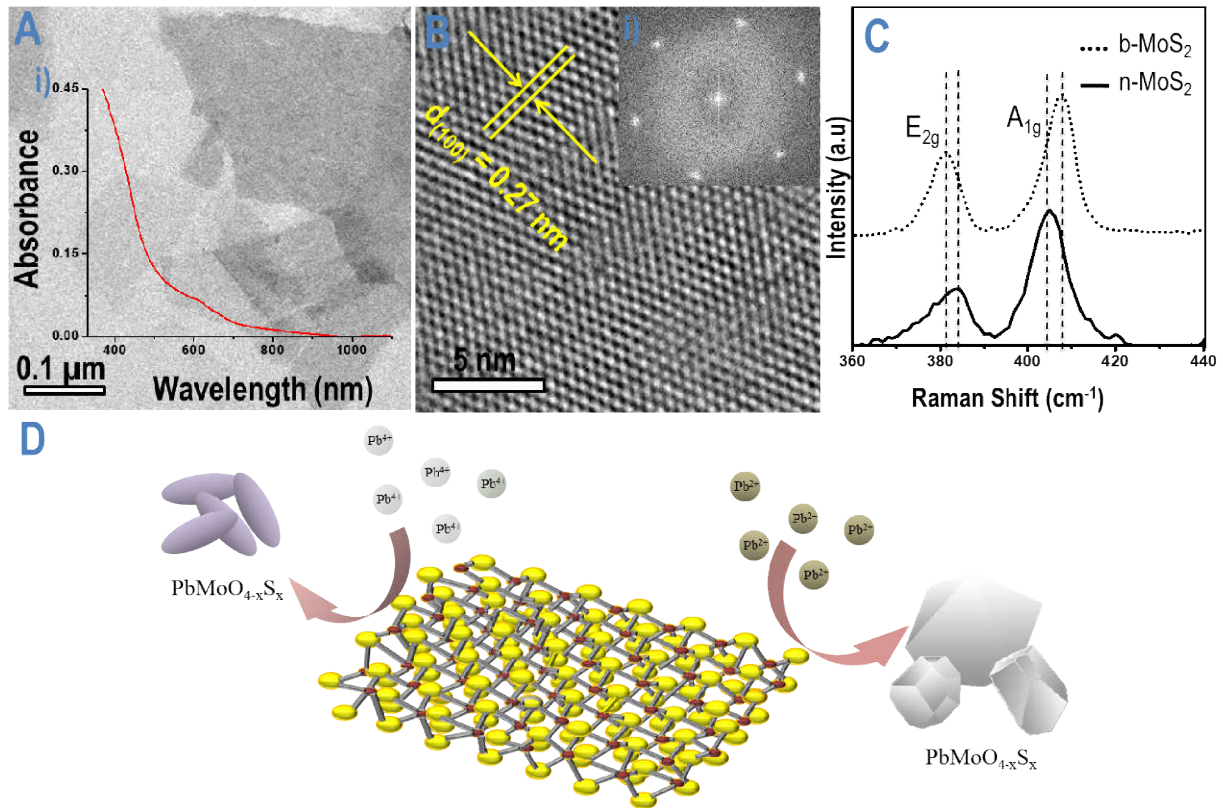 A
i)
0.45
0.30
0.15
0.00
Absorbance
400 600 800 1000
Wavelength (nm)
0.1 µm
B
i)
d(100) = 0.27 nm
5 nm
C
b-MoS2
n-MoS2
E2g
A1g
Intensity (a.u)
360 380 400 420 440
Raman Shift (cm-1)
D
Pb4+
Pb4+
Pb4+
Pb4+
Pb4+
PbMoO4-xSx
Pb2+
Pb2+
Pb2+
Pb2+
Pb2+
PbMoO4-xSx